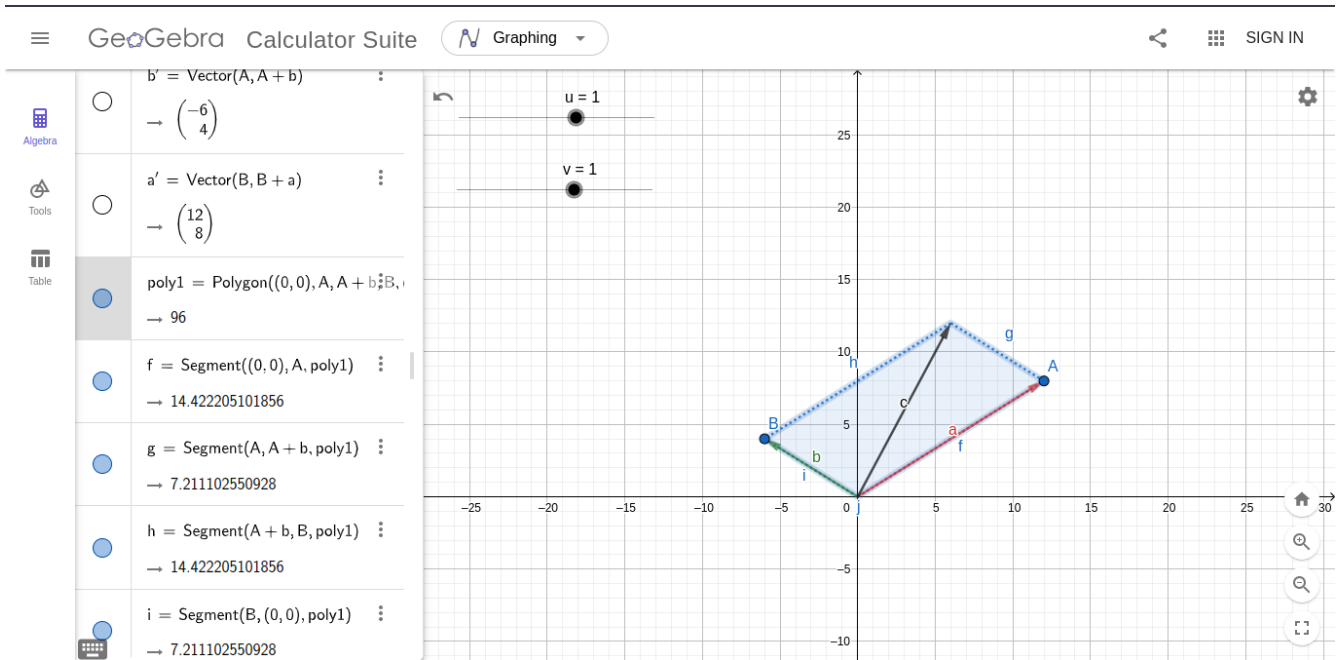 GeoGebra Calculator Suite
Graphing
SIGN IN
Algebra
Tools
Table
b′ = Vector(A, A + b)
→ (−6
4)
a′ = Vector(B, B + a)
→ (12
8)
poly1 = Polygon((0, 0), A, A + b, B,
→ 96
f = Segment((0, 0), A, poly1)
→ 14.422205101856
g = Segment(A, A + b, poly1)
→ 7.211102550928
h = Segment(A + b, B, poly1)
→ 14.422205101856
i = Segment(B, (0, 0), poly1)
→ 7.211102550928
u = 1
v = 1
25
20
15
10
5
−5
−10
−25 −20 −15 −10 −5 0 5 10 15 20 25 30
g
h
A
c
B
a
f
b
i
j